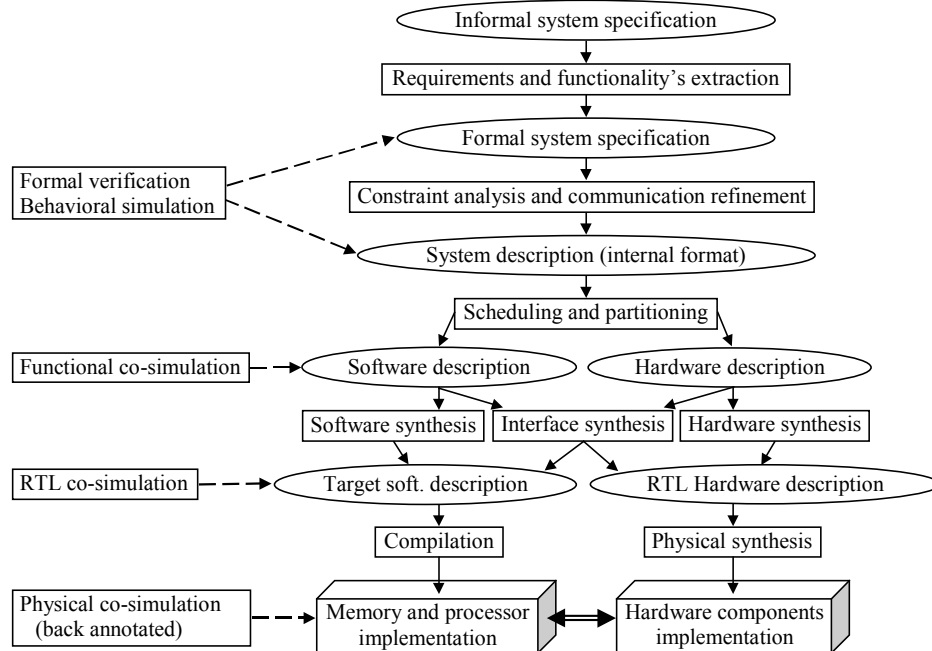 Informal system specification
Requirements and functionality's extraction
Formal system specification
Formal verification
Behavioral simulation
Constraint analysis and communication refinement
System description (internal format)
Scheduling and partitioning
Functional co-simulation
Software description
Hardware description
Software synthesis
Interface synthesis
Hardware synthesis
RTL co-simulation
Target soft. description
RTL Hardware description
Compilation
Physical synthesis
Physical co-simulation
(back annotated)
Memory and processor
implementation
Hardware components
implementation